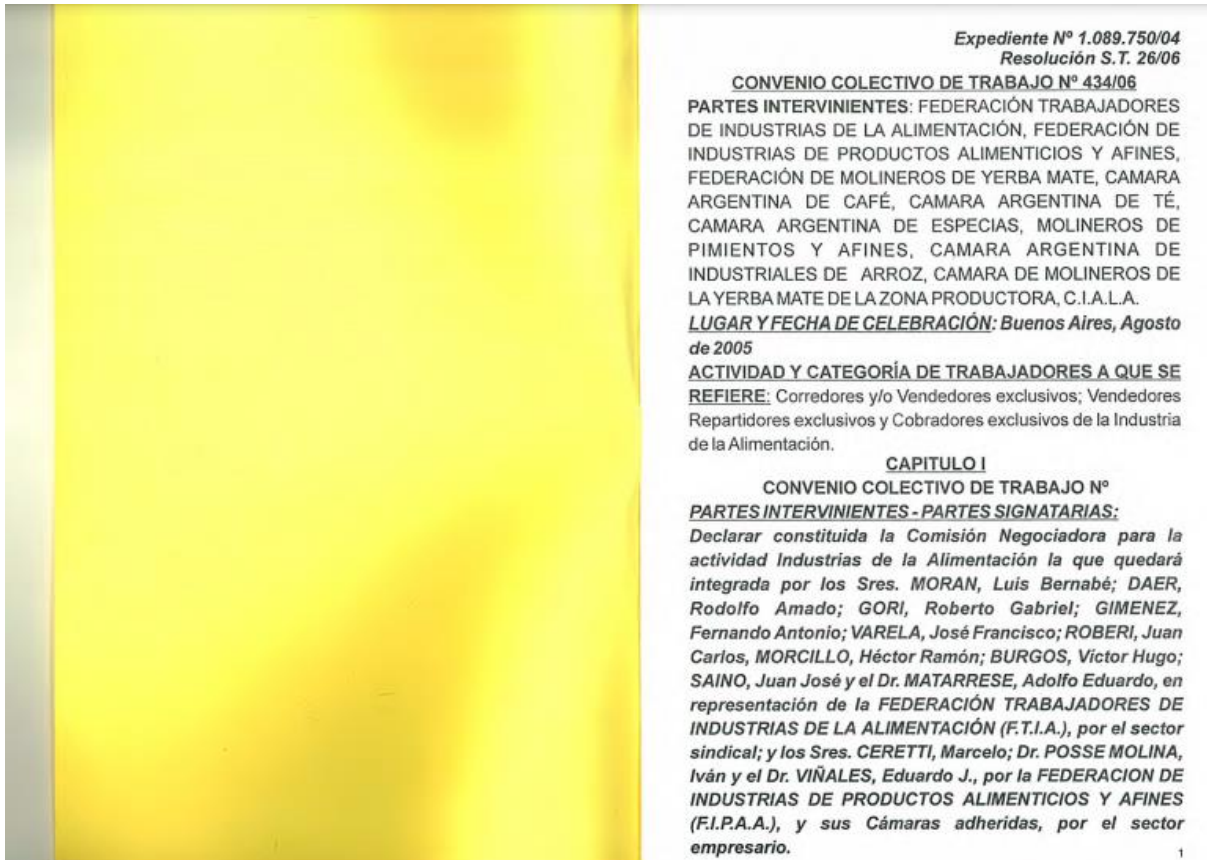 Expediente Nº 1.089.750/04
Resolución S.T. 26/06
CONVENIO COLECTIVO DE TRABAJO Nº 434/06
PARTES INTERVINIENTES: FEDERACIÓN TRABAJADORES
DE INDUSTRIAS DE LA ALIMENTACIÓN, FEDERACIÓN DE
INDUSTRIAS DE PRODUCTOS ALIMENTICIOS Y AFINES,
FEDERACIÓN DE MOLINEROS DE YERBA MATE, CAMARA
ARGENTINA DE CAFÉ, CAMARA ARGENTINA DE TÉ,
CAMARA ARGENTINA DE ESPECIAS, MOLINEROS DE
PIMIENTOS Y AFINES, CAMARA ARGENTINA DE
INDUSTRIALES DE ARROZ, CAMARA DE MOLINEROS DE
LA YERBA MATE DE LA ZONA PRODUCTORA, C.I.A.L.A.
LUGAR Y FECHA DE CELEBRACIÓN: Buenos Aires, Agosto
de 2005
ACTIVIDAD Y CATEGORÍA DE TRABAJADORES A QUE SE
REFIERE: Corredores y/o Vendedores exclusivos; Vendedores
Repartidores exclusivos y Cobradores exclusivos de la Industria
de la Alimentación.
CAPITULO I
CONVENIO COLECTIVO DE TRABAJO Nº
PARTES INTERVINIENTES - PARTES SIGNATARIAS:
Declarar constituida la Comisión Negociadora para la
actividad Industrias de la Alimentación la que quedará
integrada por los Sres. MORAN, Luis Bernabé; DAER,
Rodolfo Amado; GORI, Roberto Gabriel; GIMENEZ,
Fernando Antonio; VARELA, José Francisco; ROBERI, Juan
Carlos, MORCILLO, Héctor Ramón; BURGOS, Victor Hugo;
SAINO, Juan José y el Dr. MATARRESE, Adolfo Eduardo, en
representación de la FEDERACIÓN TRABAJADORES DE
INDUSTRIAS DE LA ALIMENTACIÓN (F.T.I.A.), por el sector
sindical; y los Sres. CERETTI, Marcelo; Dr. POSSE MOLINA,
Iván y el Dr. VIÑALES, Eduardo J., por la FEDERACION DE
INDUSTRIAS DE PRODUCTOS ALIMENTICIOS Y AFINES
(F.I.P.A.A.), y sus Cámaras adheridas, por el sector
empresario.
1